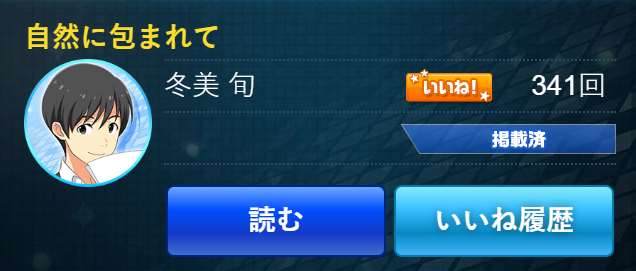 自然に包まれて
冬美 旬
いいね!
341回
掲載済
読む
いいね履歴